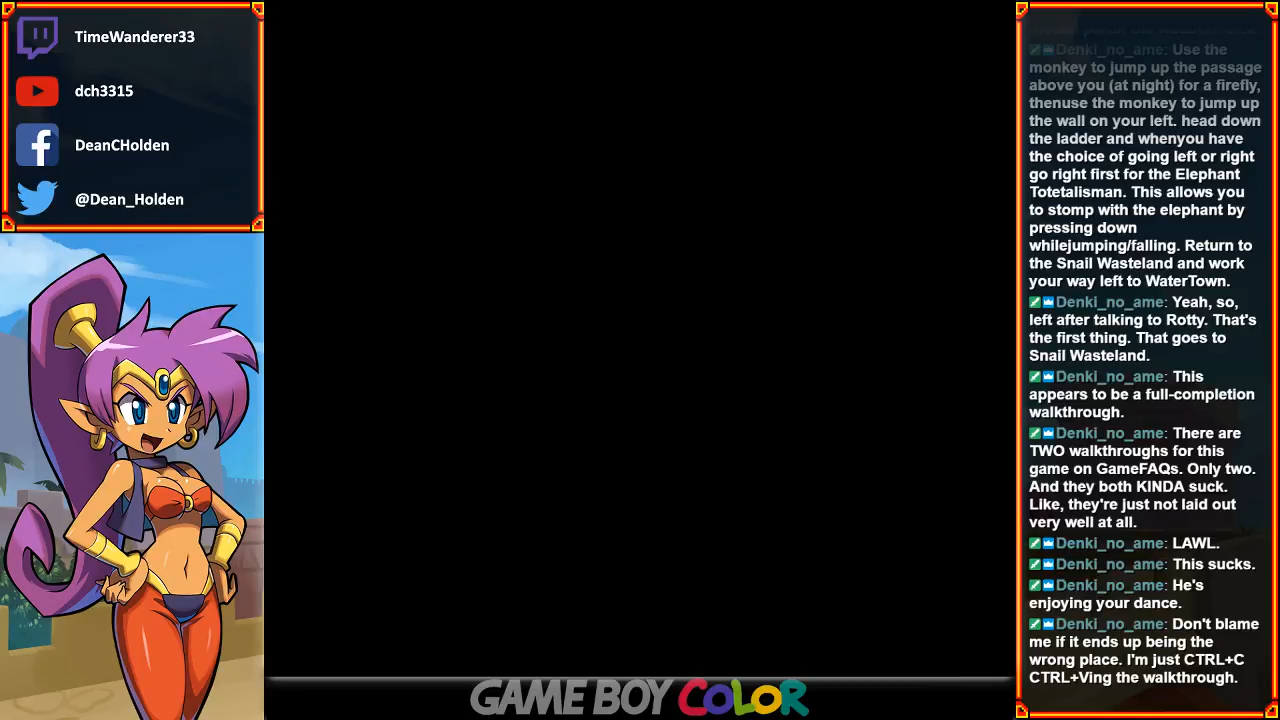 TimeWanderer33
dch3315
DeanCHolden
@Dean_Holden
Denki_no_ame: Use the
monkey to jump up the passage
above you (at night) for a firefly,
thenuse the monkey to jump up
the wall on your left. head down
the ladder and whenyou have
the choice of going left or right
go right first for the Elephant
Totetalisman. This allows you
to stomp with the elephant by
pressing down
whilejumping/falling. Return to
the Snail Wasteland and work
your way left to WaterTown.
Denki_no_ame: Yeah, so,
left after talking to Rotty. That's
the first thing. That goes to
Snail Wasteland.
Denki_no_ame: This
appears to be a full-completion
walkthrough.
Denki_no_ame: There are
TWO walkthroughs for this
game on GameFAQs. Only two.
And they both KINDA suck.
Like, they're just not laid out
very well at all.
Denki_no_ame: LAWL.
Denki_no_ame: This sucks.
Denki_no_ame: He's
enjoying your dance.
Denki_no_ame: Don't blame
me if it ends up being the
wrong place. I'm just CTRL+C
CTRL+Ving the walkthrough.
GAME BOY COLOR